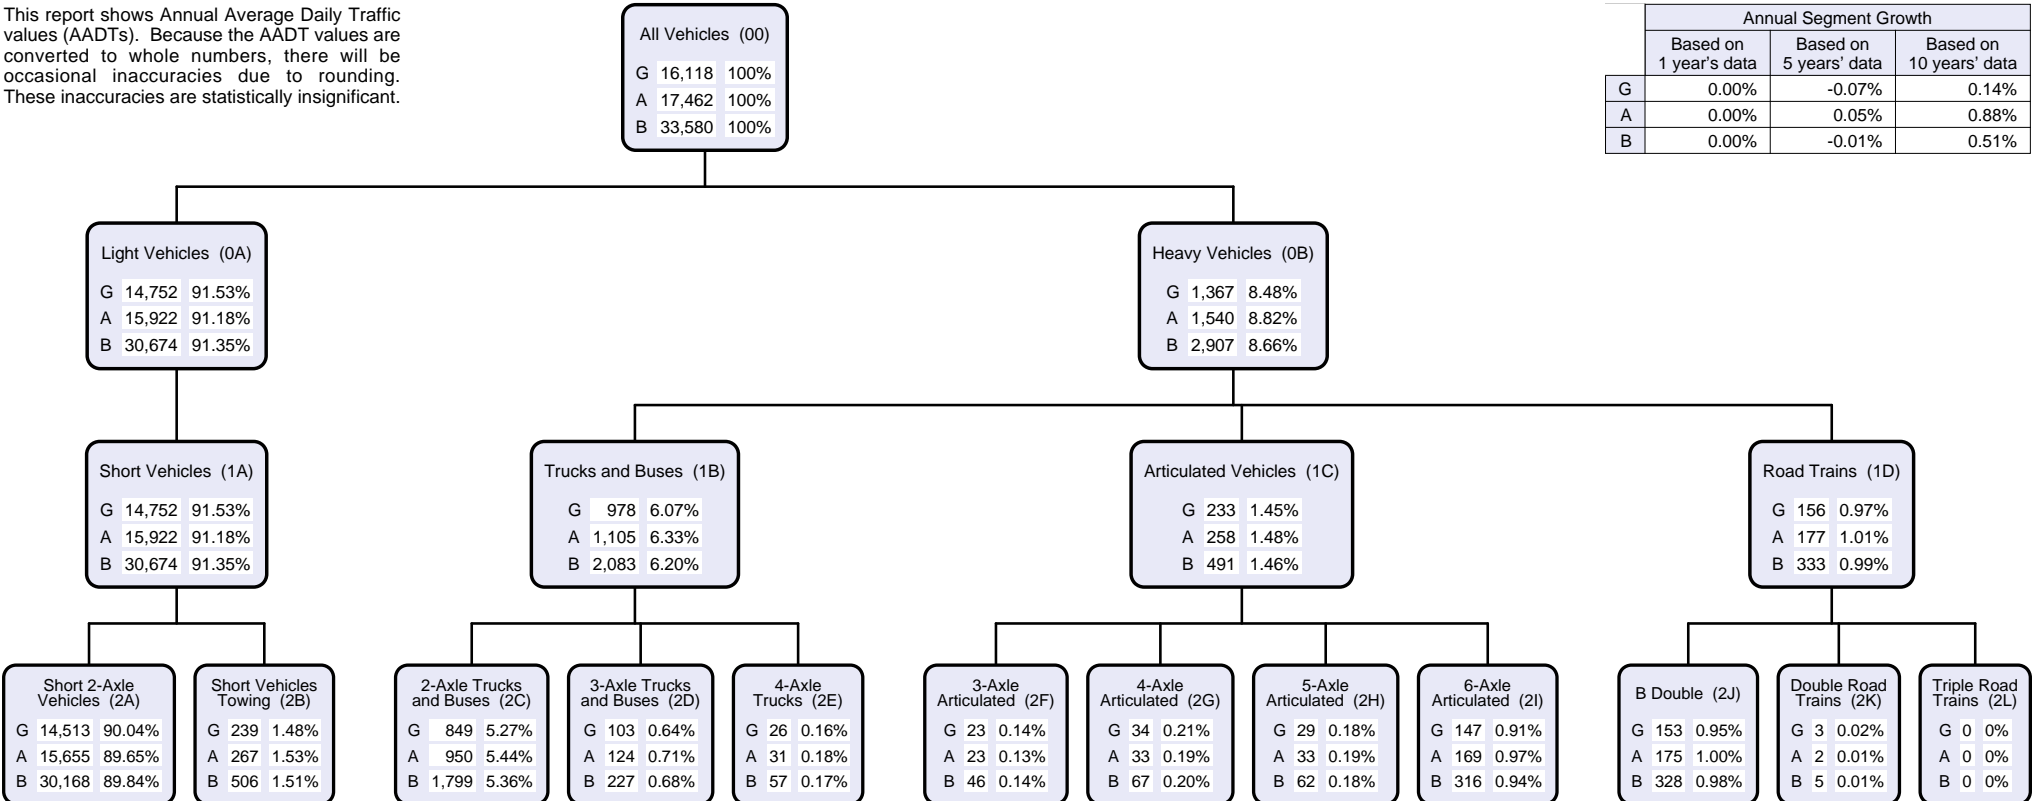 This report shows Annual Average Daily Traffic
values (AADTs). Because the AADT values are
converted to whole numbers, there will be
occasional inaccuracies due to rounding.
These inaccuracies are statistically insignificant.
All Vehicles (00)
G 16,118 100%
A 17,462 100%
B 33,580 100%
Annual Segment Growth
Based on 1 year's data Based on 5 years' data Based on 10 years' data
G 0.00% -0.07% 0.14%
A 0.00% 0.05% 0.88%
B 0.00% -0.01% 0.51%
Light Vehicles (0A)
G 14,752 91.53%
A 15,922 91.18%
B 30,674 91.35%
Heavy Vehicles (0B)
G 1,367 8.48%
A 1,540 8.82%
B 2,907 8.66%
Short Vehicles (1A)
G 14,752 91.53%
A 15,922 91.18%
B 30,674 91.35%
Trucks and Buses (1B)
G 978 6.07%
A 1,105 6.33%
B 2,083 6.20%
Articulated Vehicles (1C)
G 233 1.45%
A 258 1.48%
B 491 1.46%
Road Trains (1D)
G 156 0.97%
A 177 1.01%
B 333 0.99%
Short 2-Axle
Vehicles (2A)
G 14,513 90.04%
A 15,655 89.65%
B 30,168 89.84%
Short Vehicles
Towing (2B)
G 239 1.48%
A 267 1.53%
B 506 1.51%
2-Axle Trucks
and Buses (2C)
G 849 5.27%
A 950 5.44%
B 1,799 5.36%
3-Axle Trucks
and Buses (2D)
G 103 0.64%
A 124 0.71%
B 227 0.68%
4-Axle
Trucks (2E)
G 26 0.16%
A 31 0.18%
B 57 0.17%
3-Axle
Articulated (2F)
G 23 0.14%
A 23 0.13%
B 46 0.14%
4-Axle
Articulated (2G)
G 34 0.21%
A 33 0.19%
B 67 0.20%
5-Axle
Articulated (2H)
G 29 0.18%
A 33 0.19%
B 62 0.18%
6-Axle
Articulated (2I)
G 147 0.91%
A 169 0.97%
B 316 0.94%
B Double (2J)
G 153 0.95%
A 175 1.00%
B 328 0.98%
Double Road
Trains (2K)
G 3 0.02%
A 2 0.01%
B 5 0.01%
Triple Road
Trains (2L)
G 0 0%
A 0 0%
B 0 0%